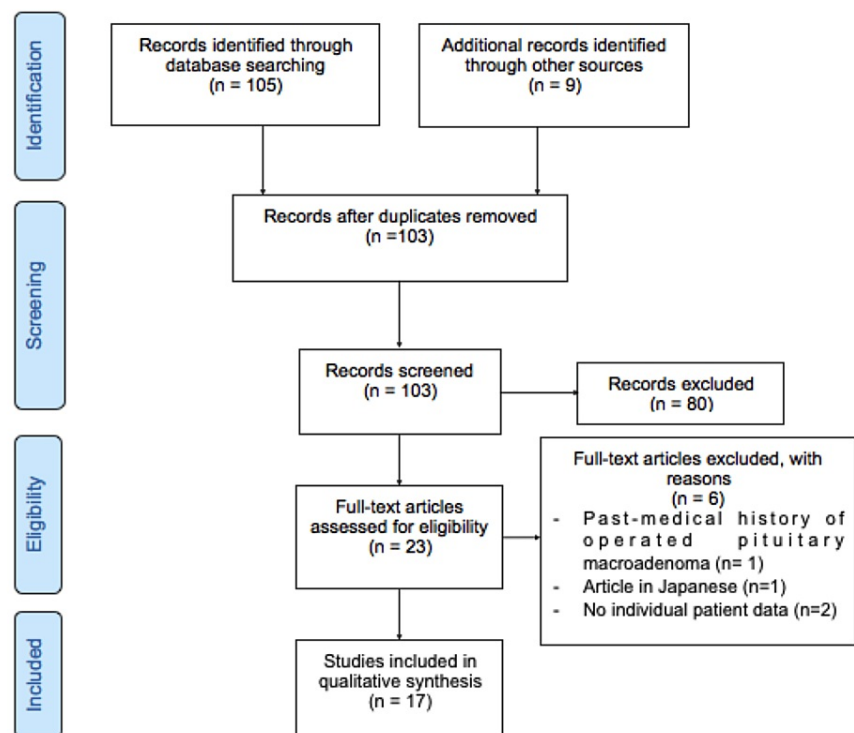 Identification
Records identified through
database searching
(n = 105)
Additional records identified
through other sources
(n = 9)
Screening
Records after duplicates removed
(n =103)
Records screened
(n = 103)
Records excluded
(n = 80)
Eligibility
Full-text articles
assessed for eligibility
(n = 23)
Full-text articles excluded, with
reasons
(n = 6)
- Past-medical history of
operated pituitary
macroadenoma (n= 1)
- Article in Japanese (n=1)
- No individual patient data (n=2)
Included
Studies included in
qualitative synthesis
(n = 17)